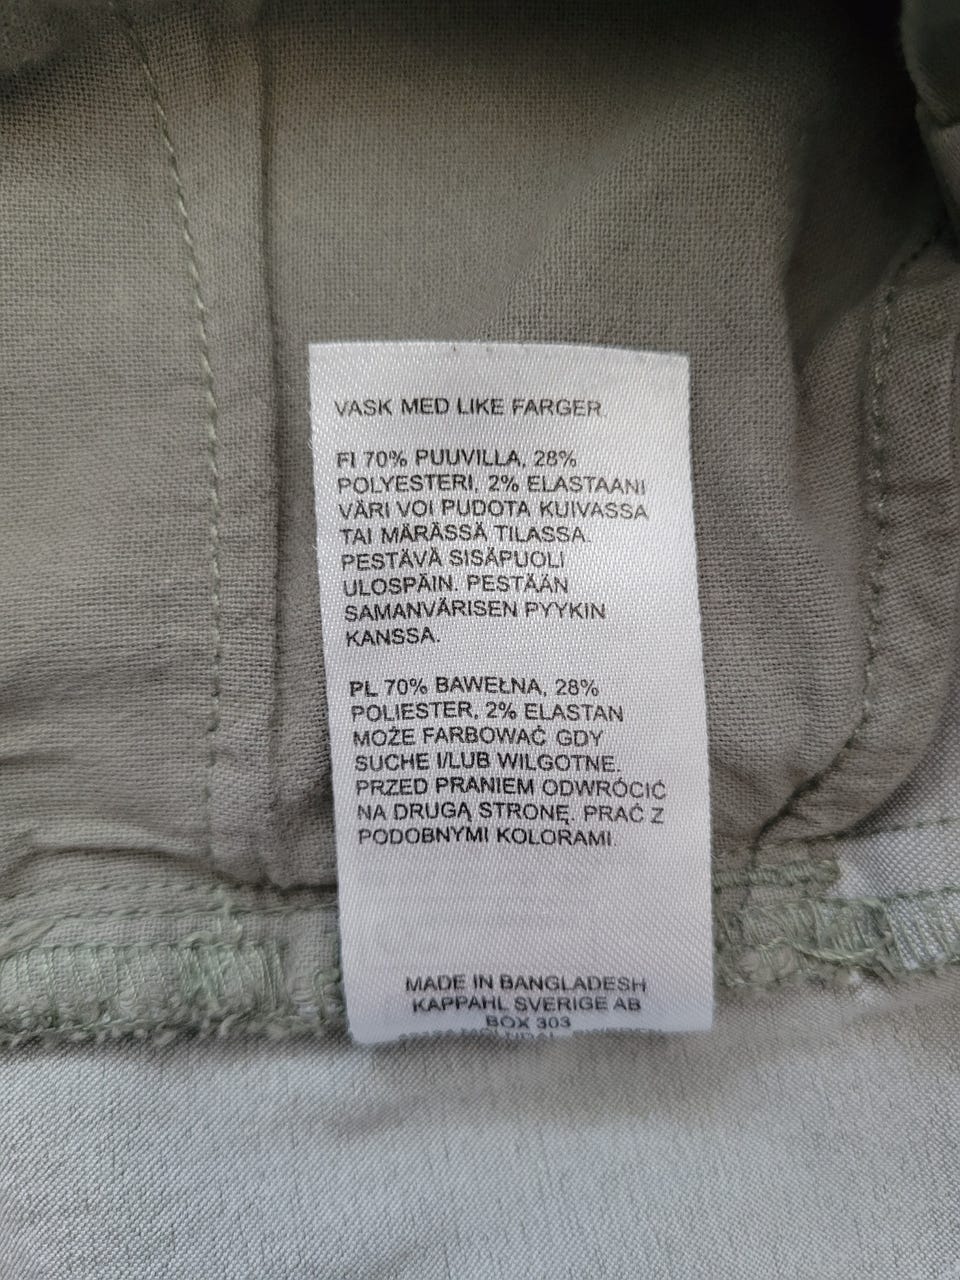 VASK MED LIKE FARGER.
FI 70% PUUVILLA, 28%
POLYESTERI, 2% ELASTAANI
VÄRI VOI PUDOTA KUIVASSA
TAI MÄRÄSSÄ TILASSA.
PESTÄVÄ SISÄPUOLI
ULOSPÄIN. PESTÄÄN
SAMANVÄRISEN PYYKIN
KANSSA.
PL 70% BAWEŁNA, 28%
POLIESTER, 2% ELASTAN
MOŻE FARBOWAĆ GDY
SUCHE I/LUB WILGOTNE.
PRZED PRANIEM ODWRÓCIĆ
NA DRUGĄ STRONĘ. PRAĆ Z
PODOBNYMI KOLORAMI.
MADE IN BANGLADESH
KAPPAHL SVERIGE AB
BOX 303